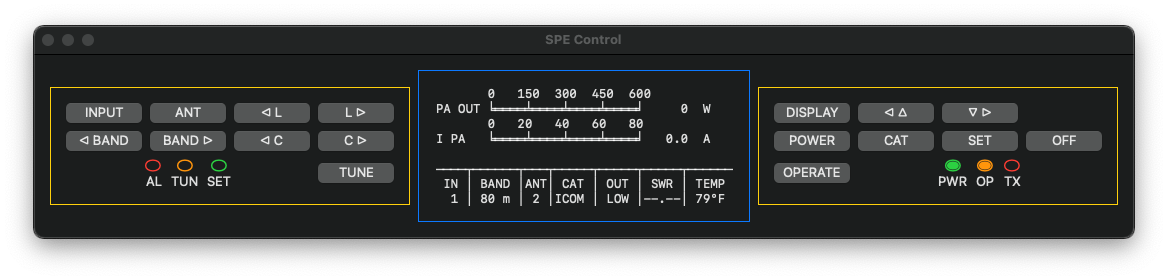 SPE Control
INPUT ANT ◁ L L ▷
◁ BAND BAND ▷ ◁ C C ▷
AL TUN SET TUNE
0 150 300 450 600
PA OUT 0 W
0 20 40 60 80
I PA 0.0 A
IN BAND ANT CAT OUT SWR TEMP
1 80 m 2 ICOM LOW --.-- 79°F
DISPLAY ◁ △ ▽ ▷
POWER CAT SET OFF
OPERATE PWR OP TX